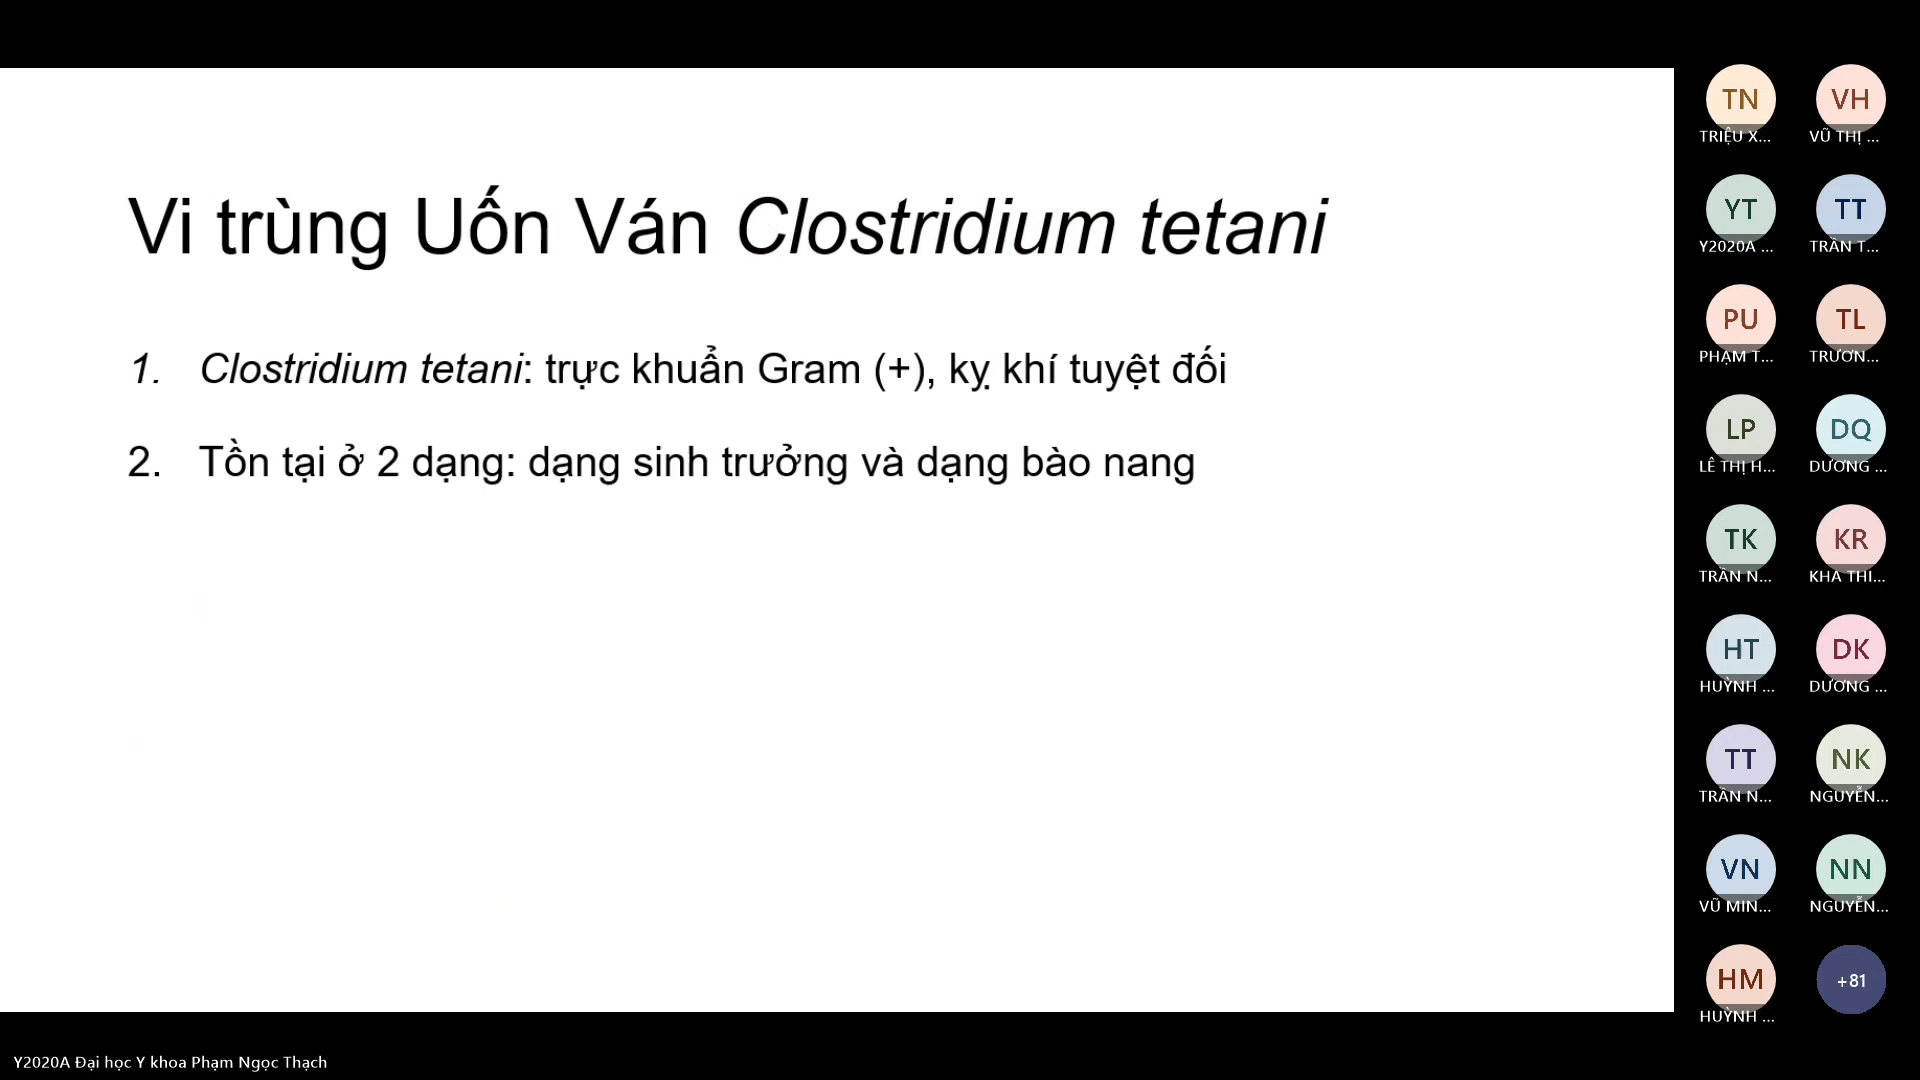 Vi trùng Uốn Ván Clostridium tetani
1. Clostridium tetani: trực khuẩn Gram (+), kỵ khí tuyệt đối
2. Tồn tại ở 2 dạng: dạng sinh trưởng và dạng bào nang
TN VH
TRIỆU X... VŨ THỊ ...
YT TT
Y2020A ... TRẦN T...
PU TL
PHẠM T... TRƯƠN...
LP DQ
LÊ THỊ H... DƯƠNG ...
TK KR
TRẦN N... KHA THI...
HT DK
HUỲNH ... DƯƠNG ...
TT NK
TRẦN N... NGUYỄN...
VN NN
VŨ MIN... NGUYỄN...
HM +81
HUỲNH ...
Y2020A Đại học Y khoa Phạm Ngọc Thạch